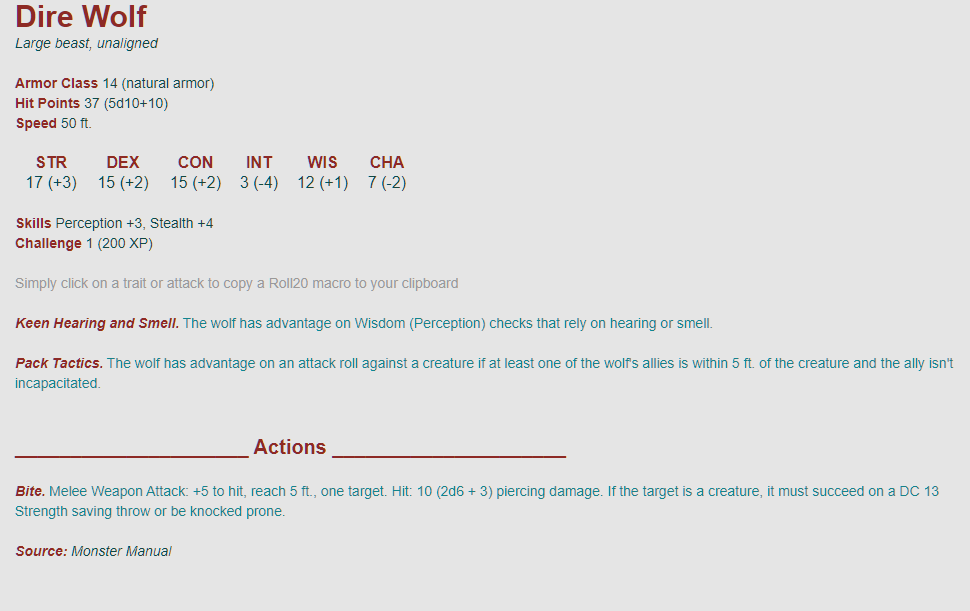 Dire Wolf
Large beast, unaligned
Armor Class 14 (natural armor)
Hit Points 37 (5d10+10)
Speed 50 ft.
STR DEX CON INT WIS CHA
17 (+3) 15 (+2) 15 (+2) 3 (-4) 12 (+1) 7 (-2)
Skills Perception +3, Stealth +4
Challenge 1 (200 XP)
Simply click on a trait or attack to copy a Roll20 macro to your clipboard
Keen Hearing and Smell. The wolf has advantage on Wisdom (Perception) checks that rely on hearing or smell.
Pack Tactics. The wolf has advantage on an attack roll against a creature if at least one of the wolf's allies is within 5 ft. of the creature and the ally isn't
incapacitated.
Actions
Bite. Melee Weapon Attack: +5 to hit, reach 5 ft., one target. Hit: 10 (2d6 + 3) piercing damage. If the target is a creature, it must succeed on a DC 13
Strength saving throw or be knocked prone.
Source: Monster Manual